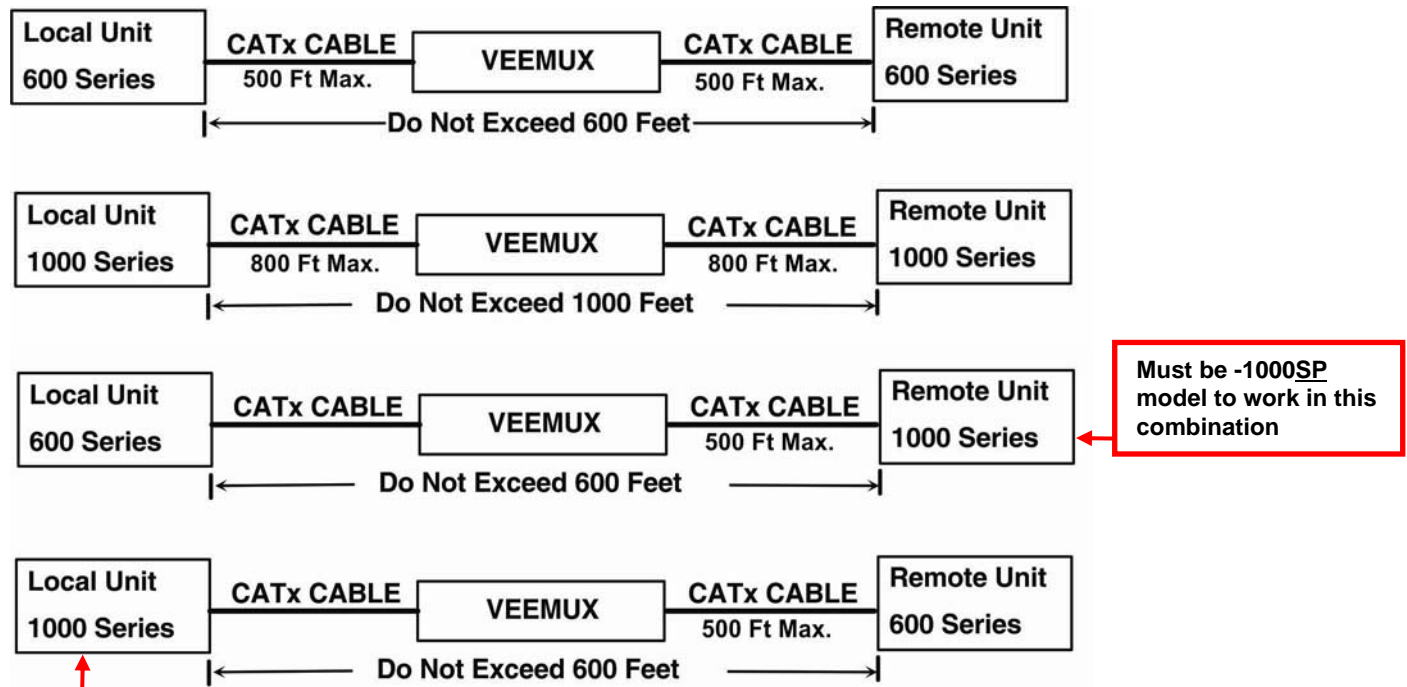 Local Unit
600 Series
CATx CABLE
500 Ft Max.
VEEMUX
CATx CABLE
500 Ft Max.
Remote Unit
600 Series
Do Not Exceed 600 Feet
Local Unit
1000 Series
CATx CABLE
800 Ft Max.
VEEMUX
CATx CABLE
800 Ft Max.
Remote Unit
1000 Series
Do Not Exceed 1000 Feet
Local Unit
600 Series
CATx CABLE
VEEMUX
CATx CABLE
500 Ft Max.
Remote Unit
1000 Series
Do Not Exceed 600 Feet
Must be -1000SP
model to work in this
combination
Local Unit
1000 Series
CATx CABLE
VEEMUX
CATx CABLE
500 Ft Max.
Remote Unit
600 Series
Do Not Exceed 600 Feet